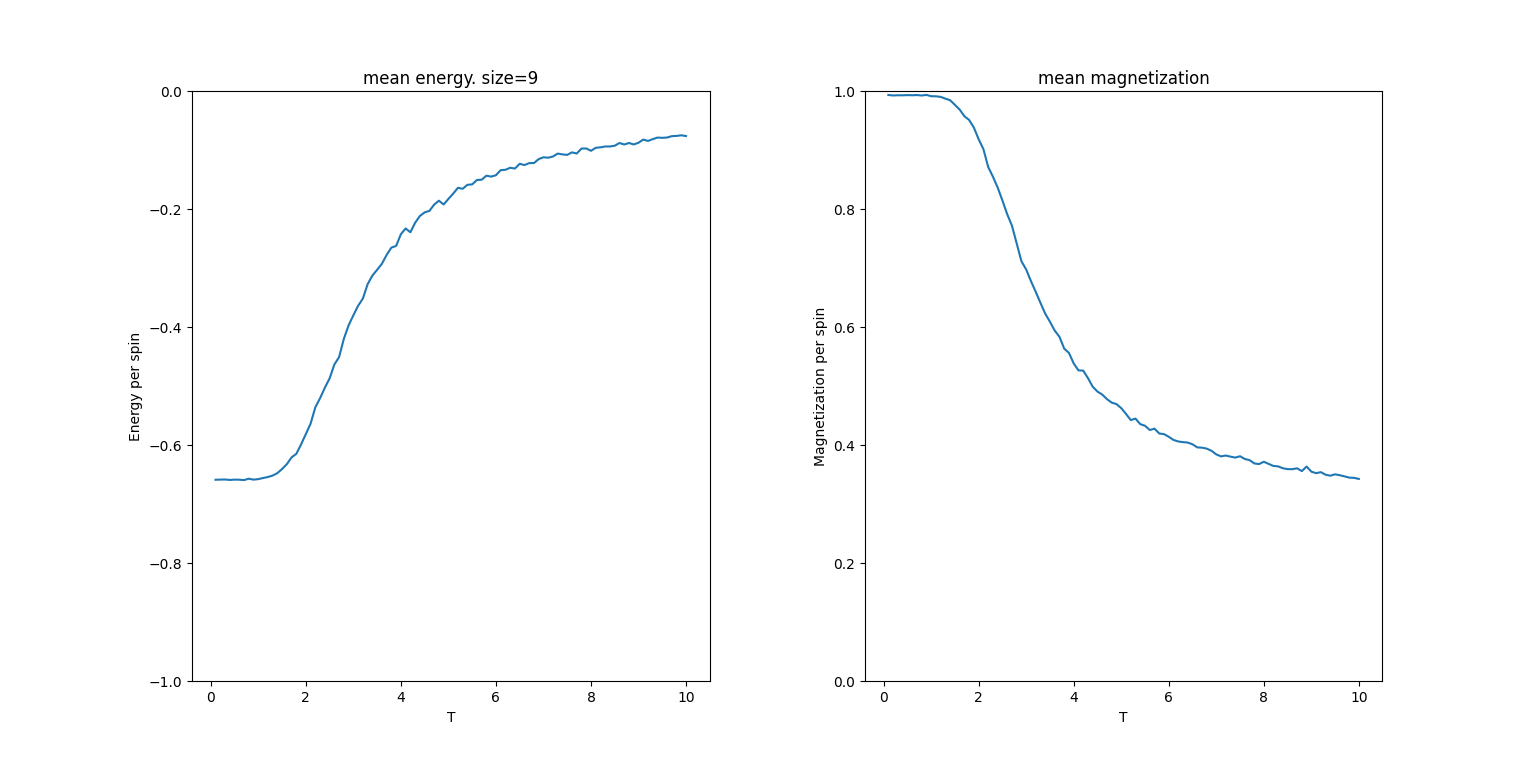 mean energy. size=9
0.0
−0.2
−0.4
−0.6
−0.8
−1.0
Energy per spin
0 2 4 6 8 10
T
mean magnetization
1.0
0.8
0.6
0.4
0.2
0.0
Magnetization per spin
0 2 4 6 8 10
T